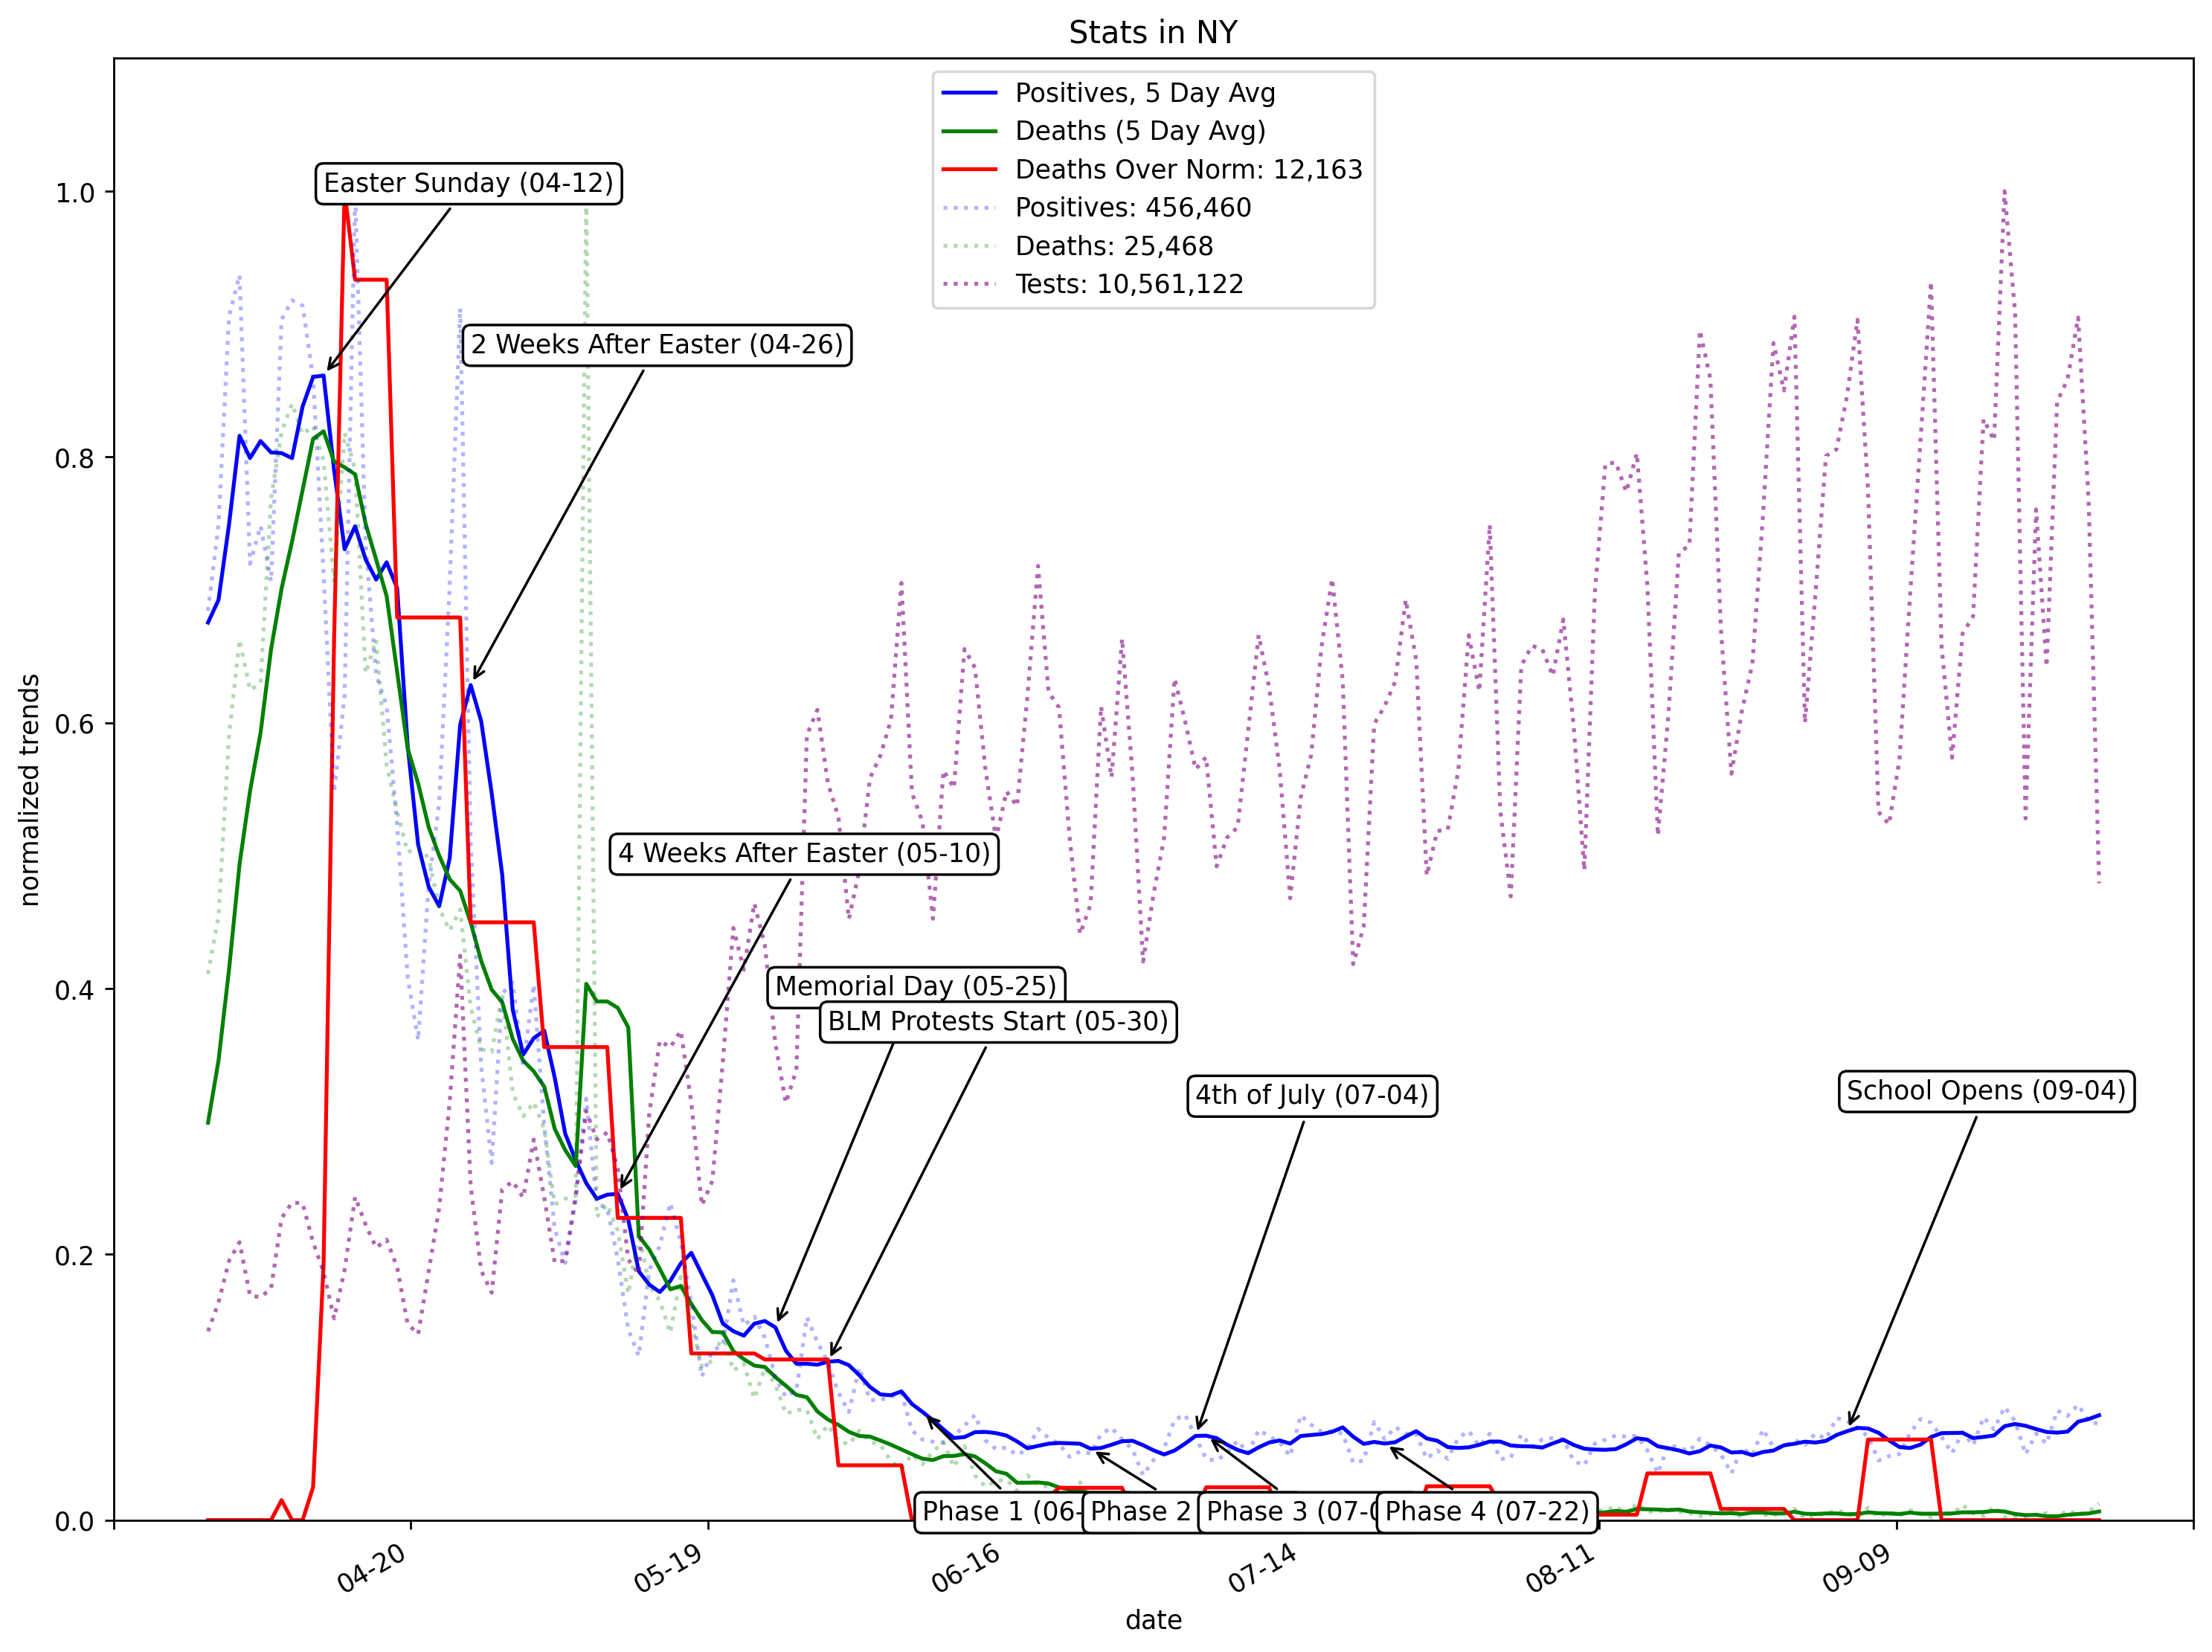 Stats in NY
Positives, 5 Day Avg
Deaths (5 Day Avg)
Deaths Over Norm: 12,163
Positives: 456,460
Deaths: 25,468
Tests: 10,561,122
Easter Sunday (04-12)
2 Weeks After Easter (04-26)
4 Weeks After Easter (05-10)
Memorial Day (05-25)
BLM Protests Start (05-30)
4th of July (07-04)
School Opens (09-04)
Phase 1 (06-
Phase 2
Phase 3 (07-0
Phase 4 (07-22)
normalized trends
1.0
0.8
0.6
0.4
0.2
0.0
04-20
05-19
06-16
07-14
08-11
09-09
date